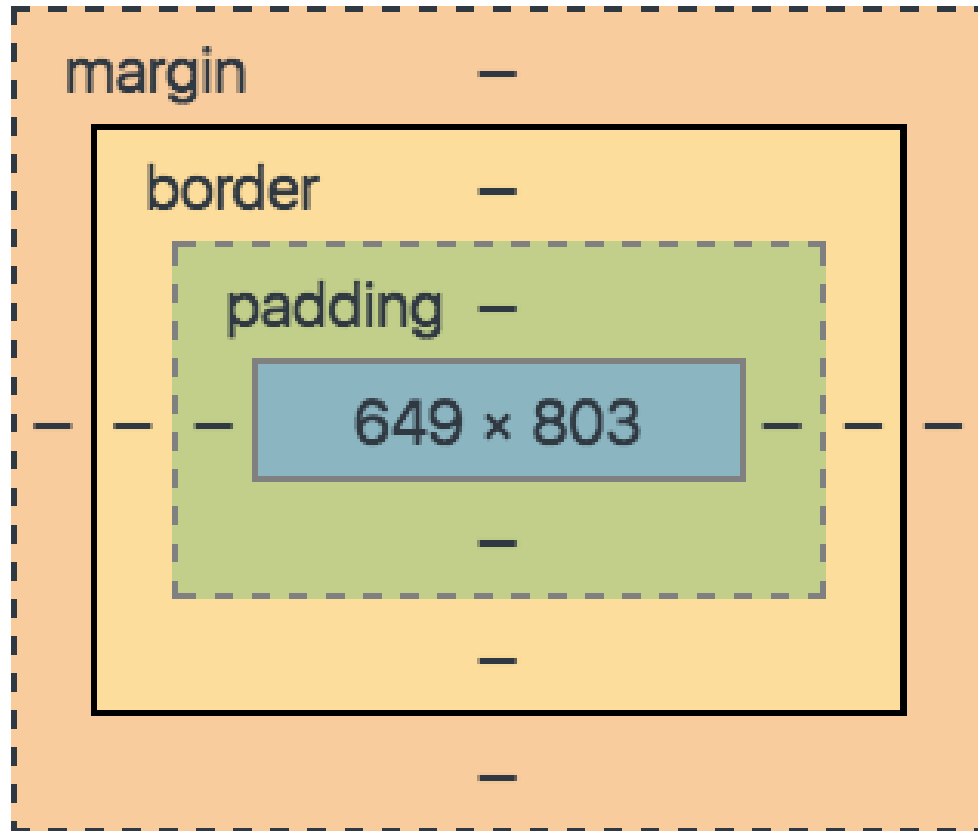 margin –
border –
padding –
– – – 649 × 803 – – –
–
–
–